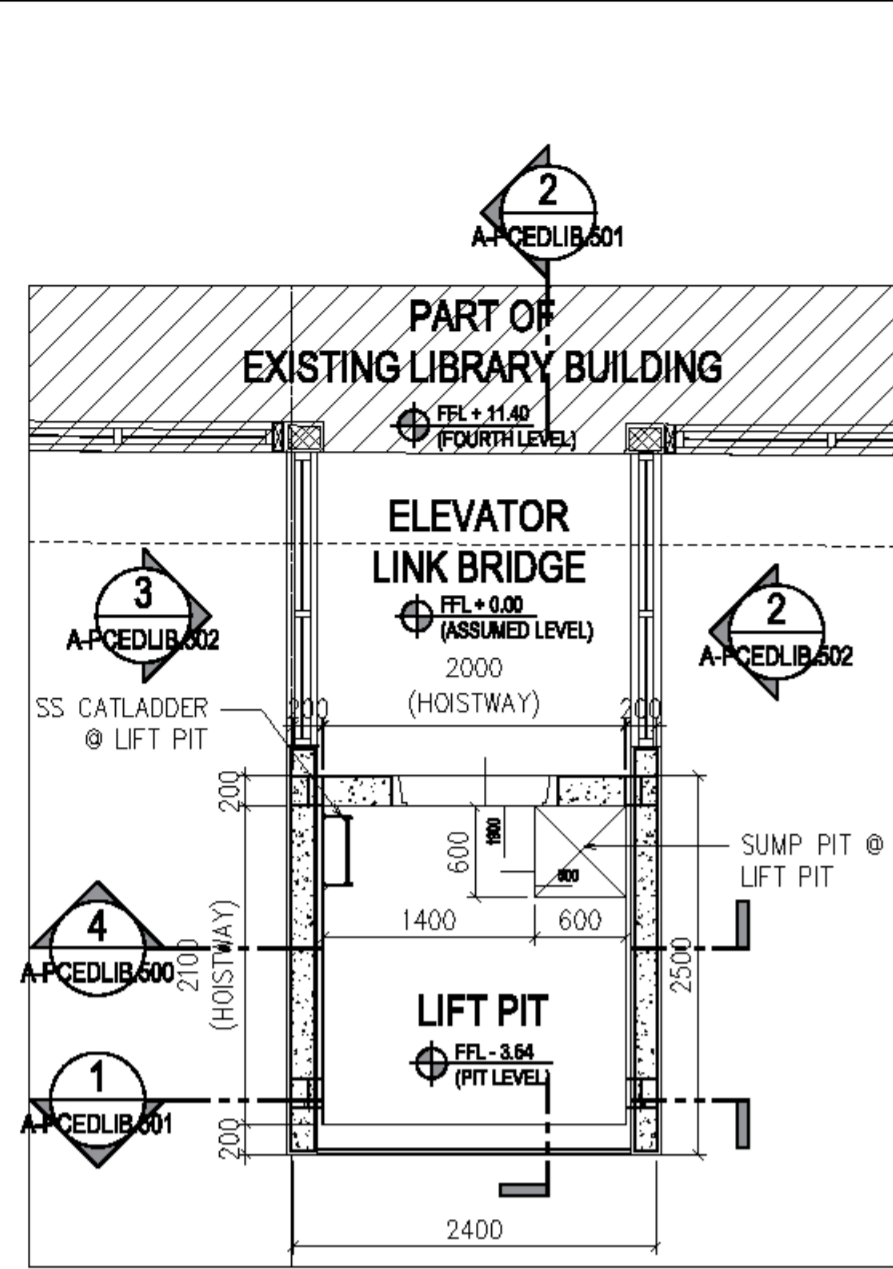 2
A-PCEDLIB.501
PART OF
EXISTING LIBRARY BUILDING
FFL + 11.40
(FOURTH LEVEL)
ELEVATOR
LINK BRIDGE
FFL + 0.00
(ASSUMED LEVEL)
3
A-PCEDLIB.502
2
A-PCEDLIB.502
2000
(HOISTWAY)
200
200
SS CATLADDER
@ LIFT PIT
200
600
SUMP PIT @
LIFT PIT
1400
600
4
A-PCEDLIB.500
2100
(HOISTWAY)
2500
LIFT PIT
FFL - 3.54
(PIT LEVEL)
1
A-PCEDLIB.501
200
2400